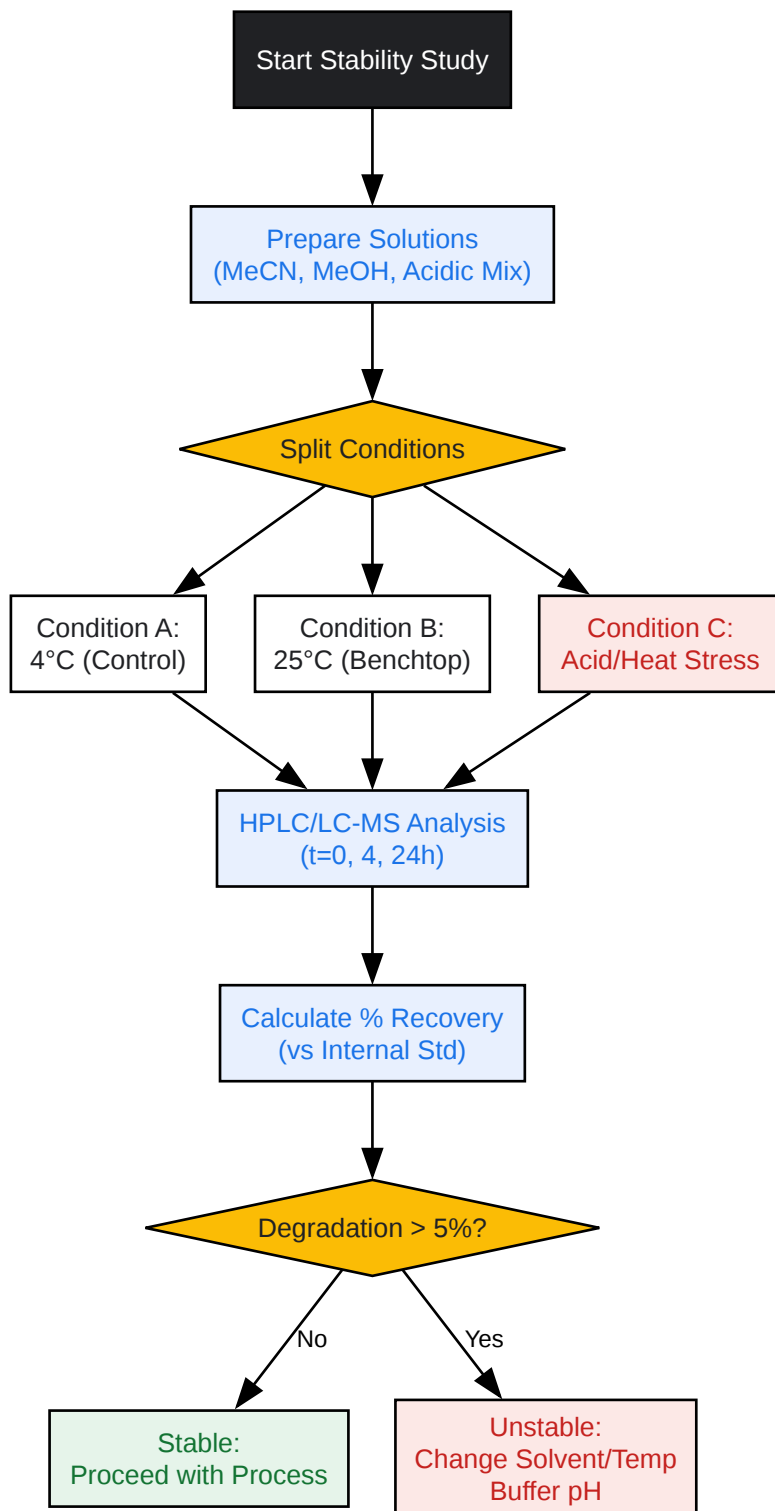 Start Stability Study
Prepare Solutions
(MeCN, MeOH, Acidic Mix)
Split Conditions
Condition A:
4°C (Control)
Condition B:
25°C (Benchtop)
Condition C:
Acid/Heat Stress
HPLC/LC-MS Analysis
(t=0, 4, 24h)
Calculate % Recovery
(vs Internal Std)
Degradation > 5%?
No
Yes
Stable:
Proceed with Process
Unstable:
Change Solvent/Temp
Buffer pH